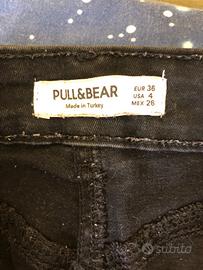 PULL&BEAR
Made in Turkey
EUR 36
USA 4
MEX 26
subito